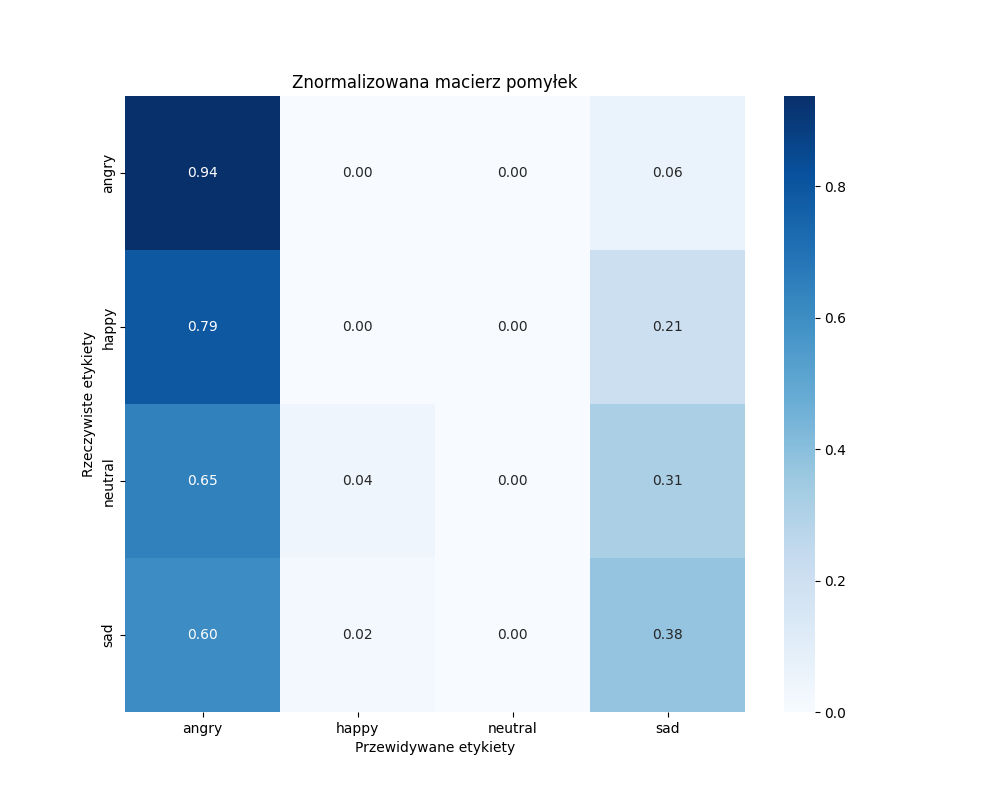 Znormalizowana macierz pomyłek
Rzeczywiste etykiety
angry
0.94 0.00 0.00 0.06
happy
0.79 0.00 0.00 0.21
neutral
0.65 0.04 0.00 0.31
sad
0.60 0.02 0.00 0.38
angry happy neutral sad
Przewidywane etykiety
0.8
0.6
0.4
0.2
0.0